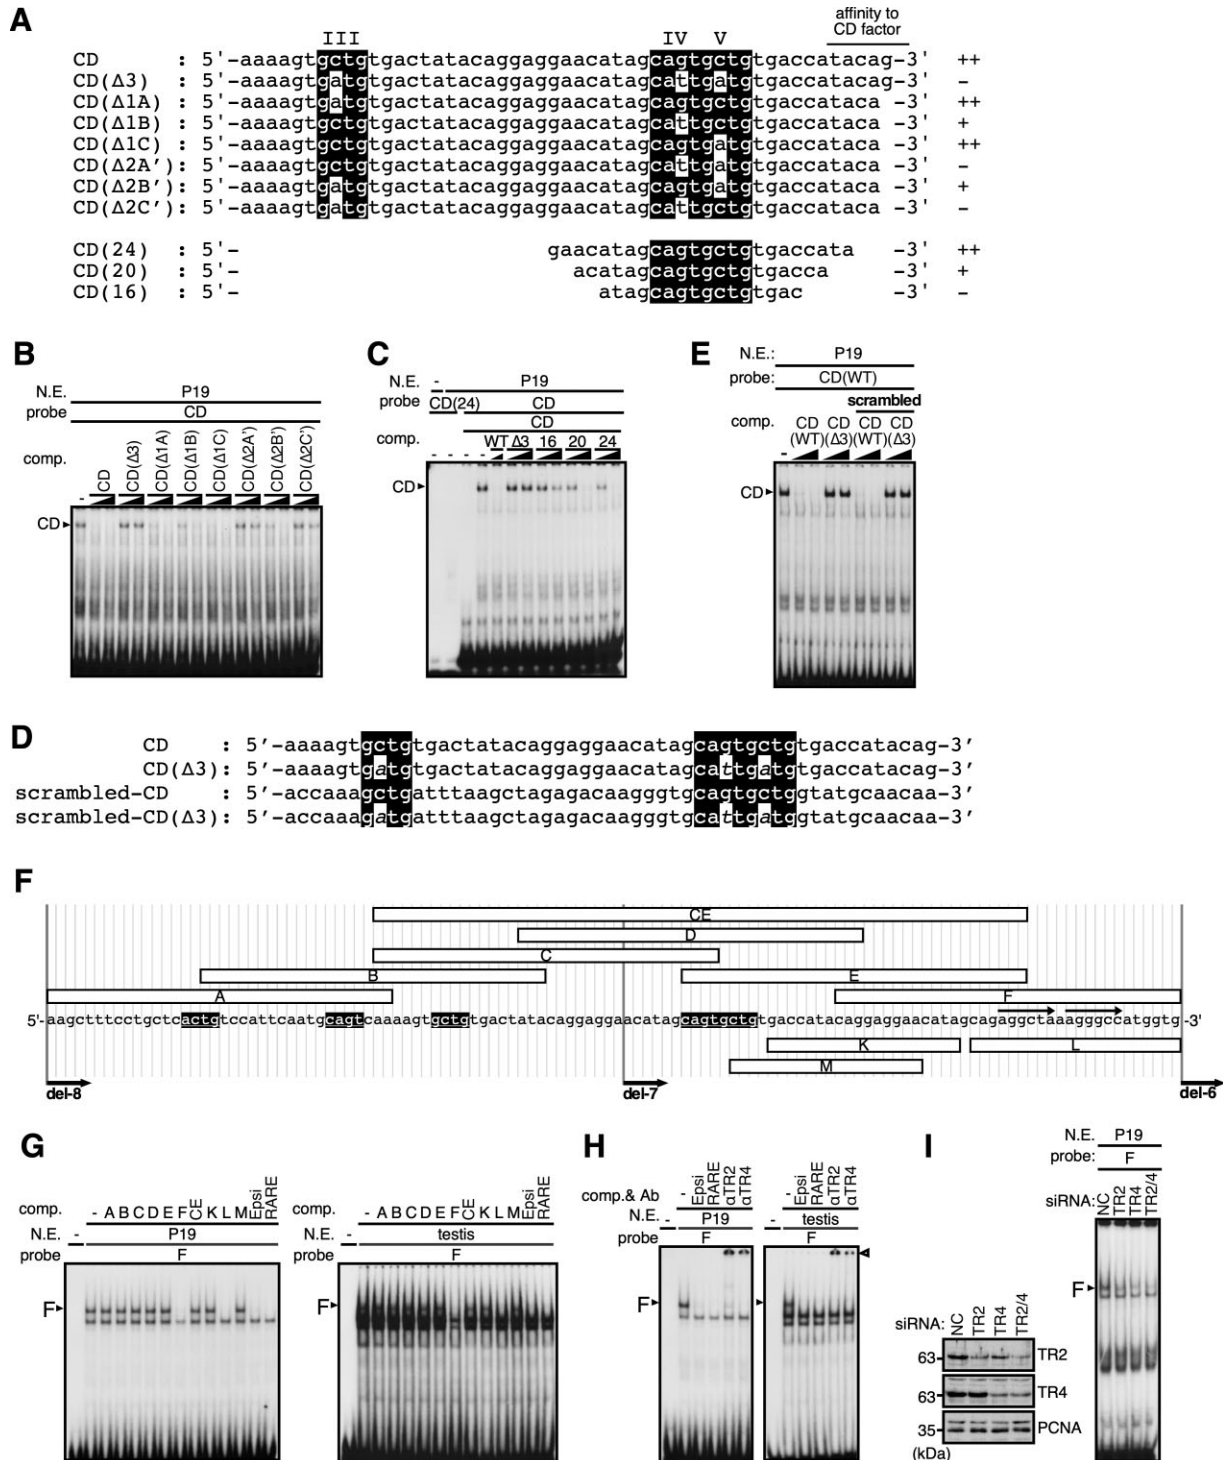 A
affinity to
CD factor
III IV V
CD : 5'-aaaagtgctgtgactatacaggaggaacatagcagtgctgtgaccatacag-3' ++
CD(Δ3) : 5'-aaaagtgatgtgactatacaggaggaacatagcattgatgtgaccatacag-3' -
CD(Δ1A) : 5'-aaaagtgatgtgactatacaggaggaacatagcagtgctgtgaccataca -3' ++
CD(Δ1B) : 5'-aaaagtgctgtgactatacaggaggaacatagcattgctgtgaccataca -3' +
CD(Δ1C) : 5'-aaaagtgctgtgactatacaggaggaacatagcagtgatgtgaccataca -3' ++
CD(Δ2A’): 5'-aaaagtgctgtgactatacaggaggaacatagcattgatgtgaccataca -3' -
CD(Δ2B’): 5'-aaaagtgatgtgactatacaggaggaacatagcagtgatgtgaccataca -3' +
CD(Δ2C’): 5'-aaaagtgatgtgactatacaggaggaacatagcattgctgtgaccataca -3' -
CD(24) : 5'- gaacatagcagtgctgtgaccata -3' ++
CD(20) : 5'- acatagcagtgctgtgacca -3' +
CD(16) : 5'- atagcagtgctgtgac -3' -
B
N.E. P19
probe CD
comp. - CD CD(Δ3) CD(Δ1A) CD(Δ1B) CD(Δ1C) CD(Δ2A') CD(Δ2B') CD(Δ2C')
CD
C
N.E. - P19
probe CD(24) CD
CD
comp. WT Δ3 16 20 24
- - - -
CD
E
N.E.: P19
probe: CD(WT)
scrambled
comp. CD CD CD CD
(WT)(Δ3)(WT)(Δ3)
-
CD
D
CD : 5’-aaaagtgctgtgactatacaggaggaacatagcagtgctgtgaccatacag-3’
CD(Δ3): 5’-aaaagtgatgtgactatacaggaggaacatagcattgatgtgaccatacag-3’
scrambled-CD : 5’-accaaagctgatttaagctagagacaagggtgcagtgctggtatgcaacaa-3’
scrambled-CD(Δ3): 5’-accaaagatgatttaagctagagacaagggtgcattgatggtatgcaacaa-3’
F
CE
D
C
B E
A F
5'-aagctttcctgctcactgtccattcaatgcagtcaaaagtgctgtgactatacaggaggaacatagcagtgctgtgaccatacaggaggaacatagcagaggctaaagggccatggtg-3'
K L
M
del-8 del-7 del-6
G
comp. - A B C D E F CE K L M Epsi RARE
N.E. - P19
probe F
F
comp. - A B C D E F CE K L M Epsi RARE
N.E. - testis
probe F
F
H
comp.& Ab - Epsi RARE αTR2 αTR4
N.E. - P19
probe F
F
- Epsi RARE αTR2 αTR4
- testis
F
I
N.E. P19
probe: F
siRNA: NC TR2 TR4 TR2/4
F
siRNA: NC TR2 TR4 TR2/4
63- TR2
63- TR4
35- PCNA
(kDa)